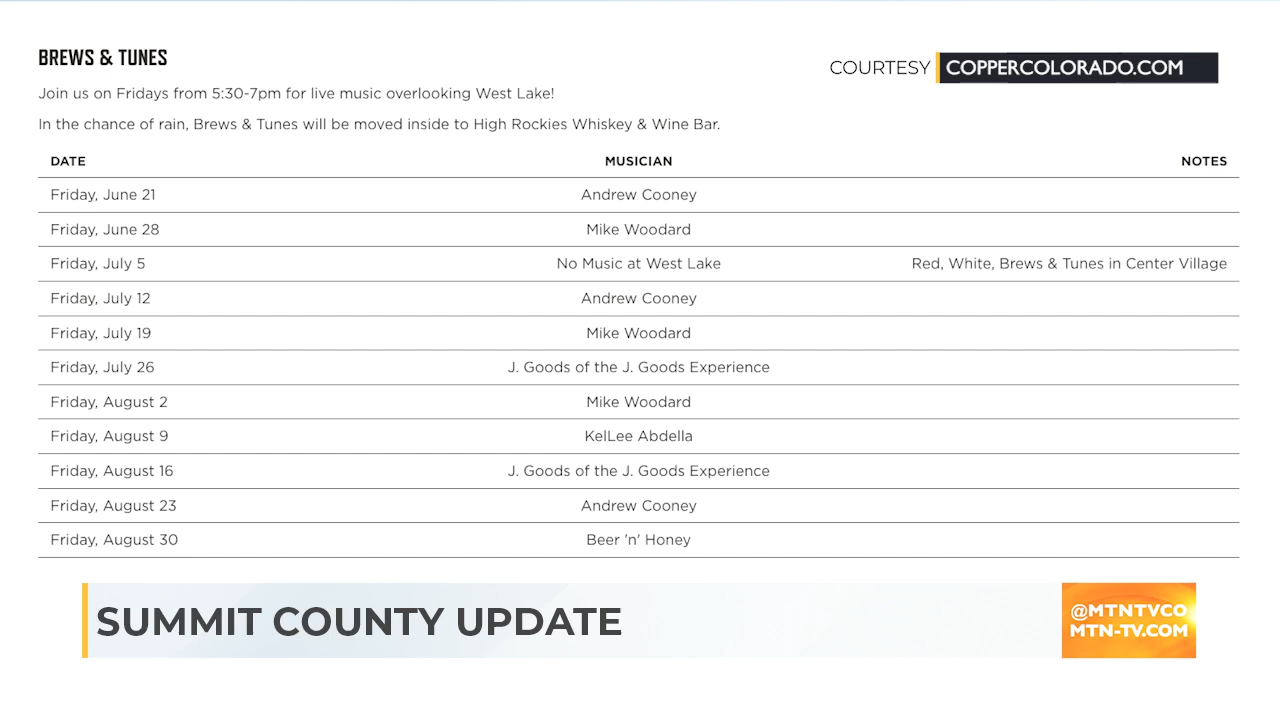 BREWS & TUNES
COURTESY COPPERCOLORADO.COM
Join us on Fridays from 5:30-7pm for live music overlooking West Lake!
In the chance of rain, Brews & Tunes will be moved inside to High Rockies Whiskey & Wine Bar.
DATE MUSICIAN NOTES
Friday, June 21 Andrew Cooney
Friday, June 28 Mike Woodard
Friday, July 5 No Music at West Lake Red, White, Brews & Tunes in Center Village
Friday, July 12 Andrew Cooney
Friday, July 19 Mike Woodard
Friday, July 26 J. Goods of the J. Goods Experience
Friday, August 2 Mike Woodard
Friday, August 9 KelLee Abdella
Friday, August 16 J. Goods of the J. Goods Experience
Friday, August 23 Andrew Cooney
Friday, August 30 Beer 'n' Honey
SUMMIT COUNTY UPDATE
@MTNTVCO
MTN-TV.COM